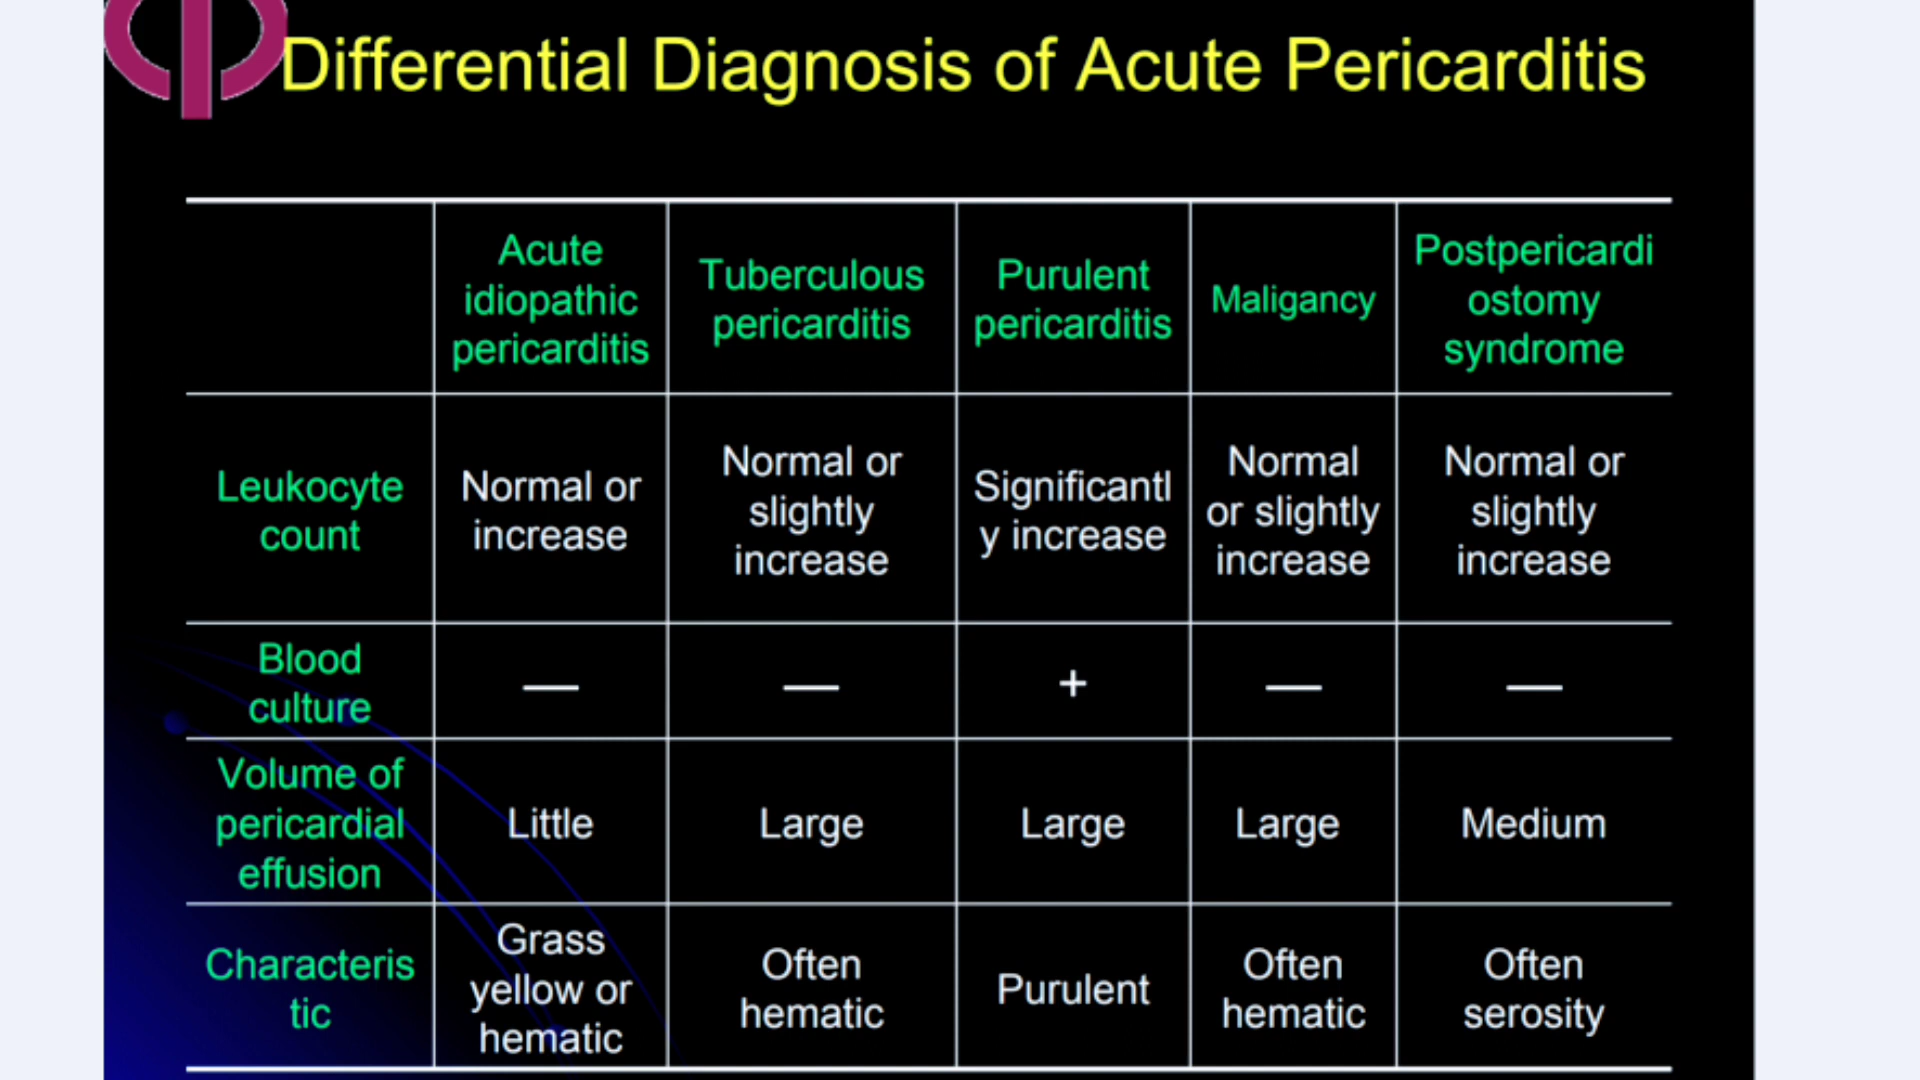 Differential Diagnosis of Acute Pericarditis
Acute
idiopathic
pericarditis
Tuberculous
pericarditis
Purulent
pericarditis
Maligancy
Postpericardi
ostomy
syndrome
Leukocyte
count
Normal or
increase
Normal or
slightly
increase
Significantl
y increase
Normal
or slightly
increase
Normal or
slightly
increase
Blood
culture
—
—
+
—
—
Volume of
pericardial
effusion
Little
Large
Large
Large
Medium
Characteris
tic
Grass
yellow or
hematic
Often
hematic
Purulent
Often
hematic
Often
serosity